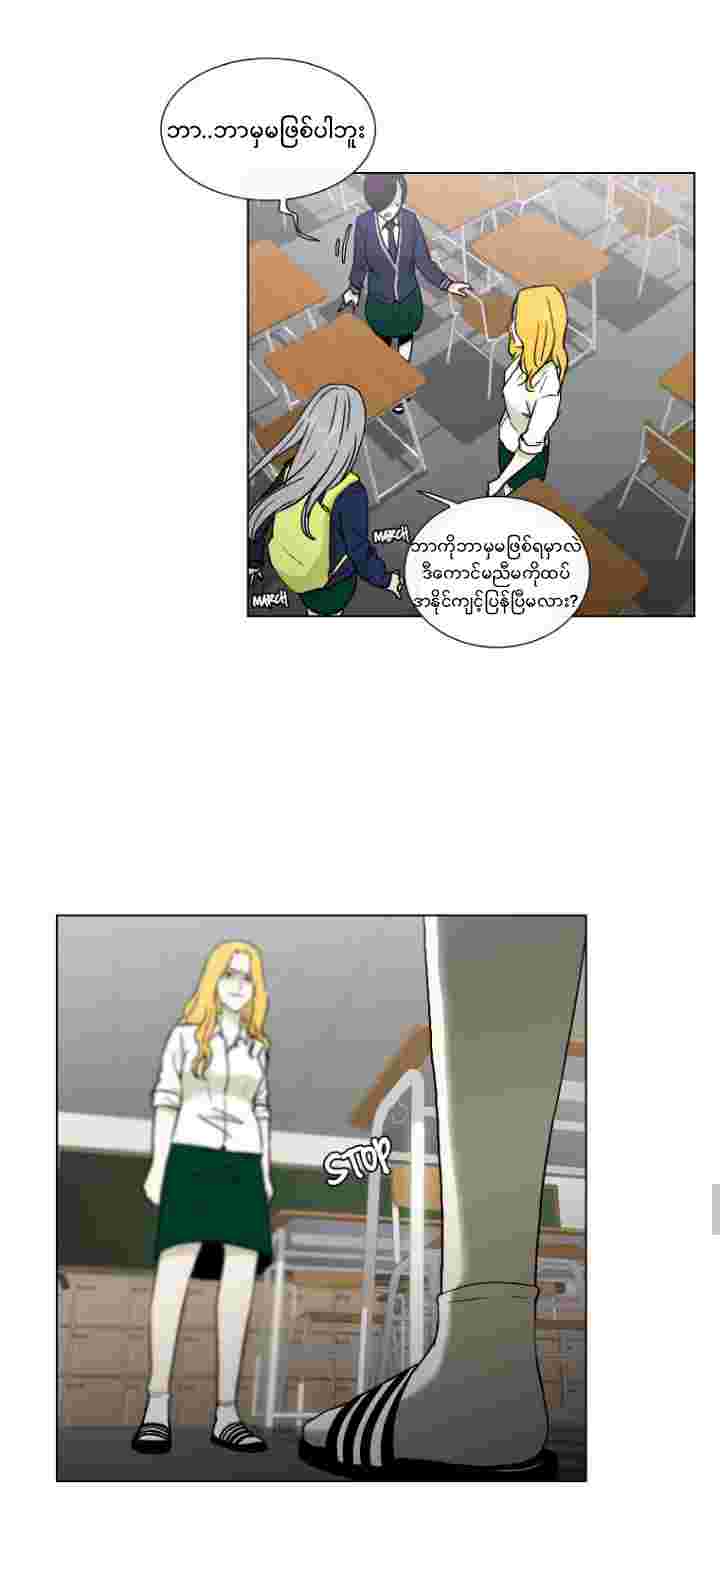 ဘာ..ဘာမှမဖြစ်ပါဘူး
MARCH
MARCH
ဘာကိုဘာမှမဖြစ်ရမှာလဲ
ဒီကောင်မညီမကိုထပ်
အနိုင်ကျင့်ပြန်ပြီမလား?
STOP